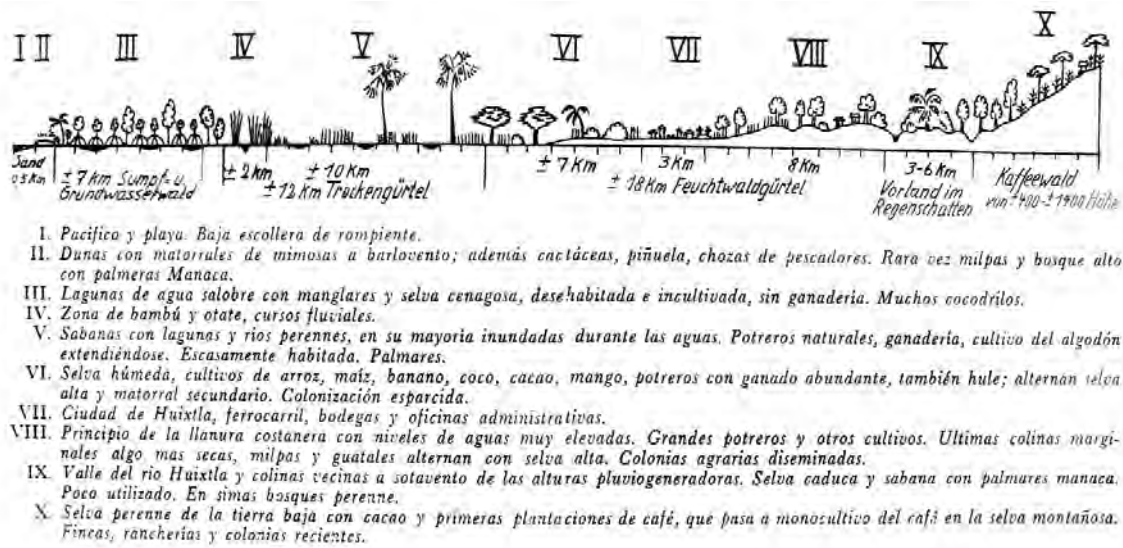 I II III IV V VI VII VIII IX X
Sand
0,5 Km
± 7 Km Sumpf- u.
Grundwasserwald
± 2 Km
± 10 Km
± 12 Km Trockengürtel
± 7 Km
3 Km
8 Km
± 18 Km Feuchtwaldgürtel
3-6 Km
Vorland im
Regenschatten
Kaffeewald
von ± 400 - ± 1400 Höhe
I. Pacifico y playa. Baja escollera de rompiente.
II. Dunas con matorrales de mimosas a barlovento; además cactáceas, piñuela, chozas de pescadores. Rara vez milpas y bosque alto
con palmeras Manaca.
III. Lagunas de agua salobre con manglares y selva cenagosa, desehabitada e incultivada, sin ganaderia. Muchos cocodrilos.
IV. Zona de bambú y otate, cursos fluviales.
V. Sabanas con lagunas y rios perennes, en su mayoria inundadas durante las aguas. Potreros naturales, ganaderia, cultivo del algodón
extendiéndose. Escasamente habitada. Palmares.
VI. Selva húmeda, cultivos de arroz, maíz, banano, coco, cacao, mango, potreros con ganado abundante, también hule; alternan selva
alta y matorral secundario. Colonización esparcida.
VII. Ciudad de Huixtla, ferrocarril, bodegas y oficinas administrativas.
VIII. Principio de la llanura costanera con niveles de aguas muy elevadas. Grandes potreros y otros cultivos. Ultimas colinas margi-
nales algo mas secas, milpas y guatales alternan con selva alta. Colonias agrarias diseminadas.
IX. Valle del rio Huixtla y colinas vecinas a sotavento de las alturas pluviogeneradoras. Selva caduca y sabana con palmares manaca.
Poco utilizado. En simas bosques perenne.
X. Selva perenne de la tierra baja con cacao y primeras plantaciones de café, que pasa a monocultivo del café en la selva montañosa.
Fincas, rancherias y colonias recientes.